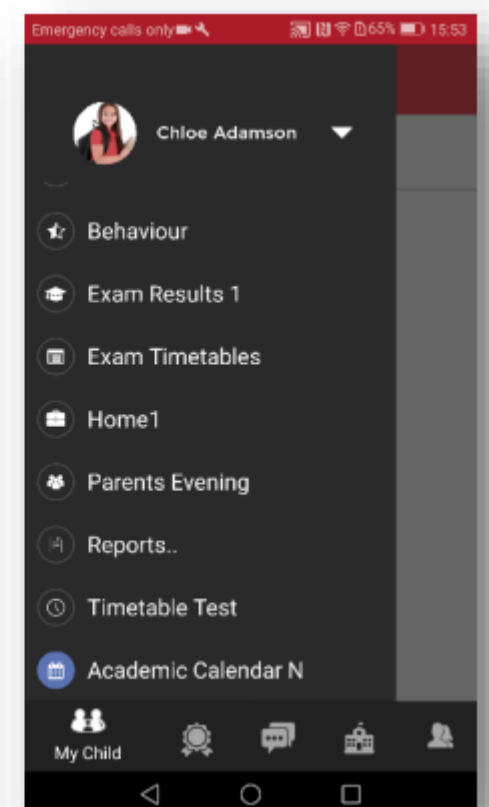 Emergency calls only 65% 15:53
Chloe Adamson
Behaviour
Exam Results 1
Exam Timetables
Home1
Parents Evening
Reports..
Timetable Test
Academic Calendar N
My Child